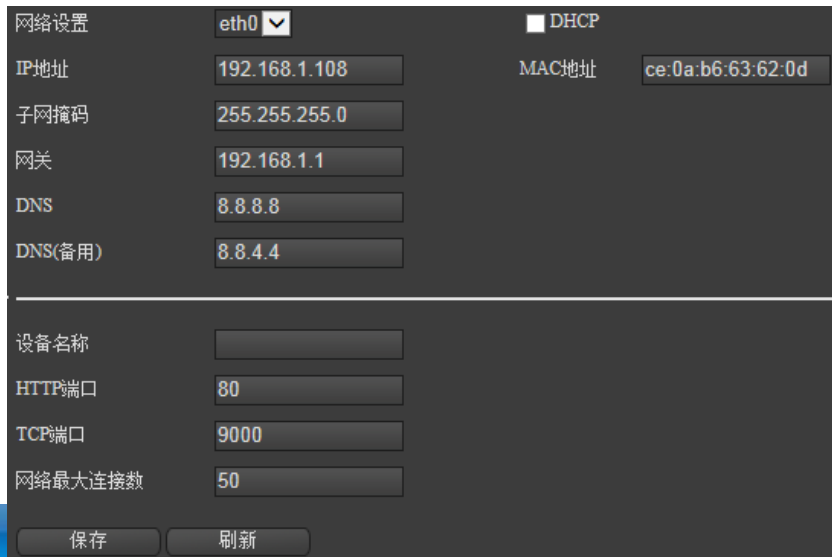 网络设置 eth0 DHCP
IP地址 192.168.1.108 MAC地址 ce:0a:b6:63:62:0d
子网掩码 255.255.255.0
网关 192.168.1.1
DNS 8.8.8.8
DNS(备用) 8.8.4.4
设备名称
HTTP端口 80
TCP端口 9000
网络最大连接数 50
保存 刷新